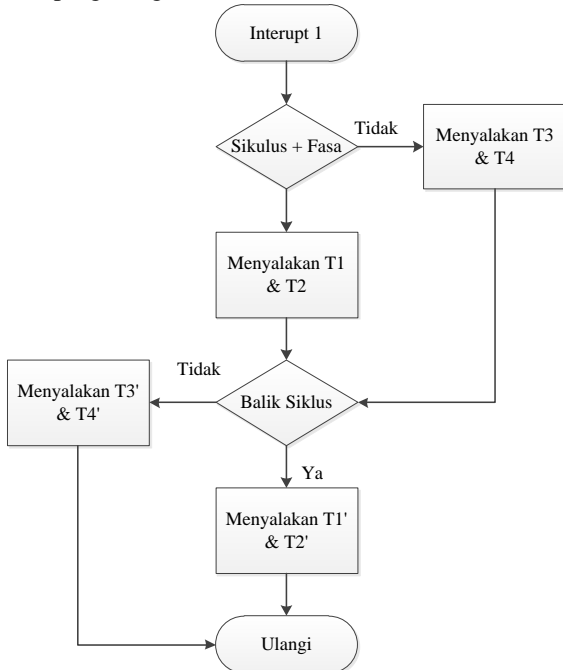 Interupt 1
Sikulus + Fasa
Tidak
Menyalakan T3
& T4
Menyalakan T1
& T2
Balik Siklus
Tidak
Menyalakan T3'
& T4'
Ya
Menyalakan T1'
& T2'
Ulangi